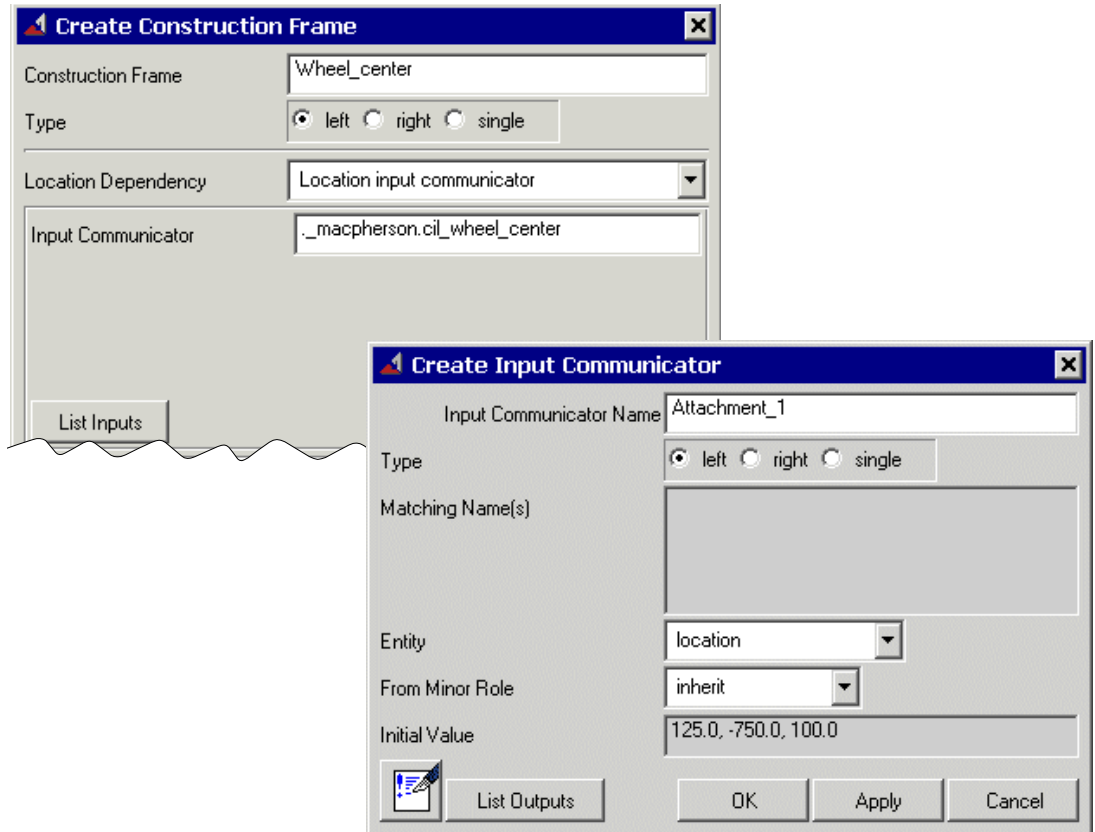 Create Construction Frame
Construction Frame Wheel_center
Type left right single
Location Dependency Location input communicator
Input Communicator ._macpherson.cil_wheel_center
List Inputs
Create Input Communicator
Input Communicator Name Attachment_1
Type left right single
Matching Name(s)
Entity location
From Minor Role inherit
Initial Value 125.0, -750.0, 100.0
List Outputs OK Apply Cancel